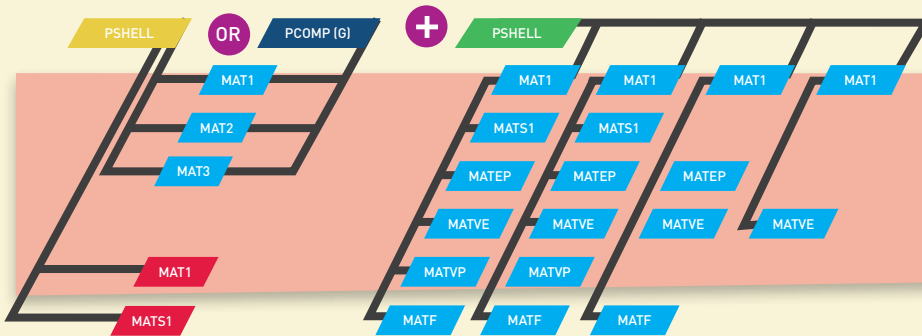 PSHELL OR PCOMP (G) + PSHELL
MAT1 MAT1 MAT1 MAT1 MAT1
MAT2 MATS1 MATS1
MAT3 MATEP MATEP MATEP
MATVE MATVE MATVE MATVE
MAT1 MATVP MATVP
MATS1 MATF MATF MATF